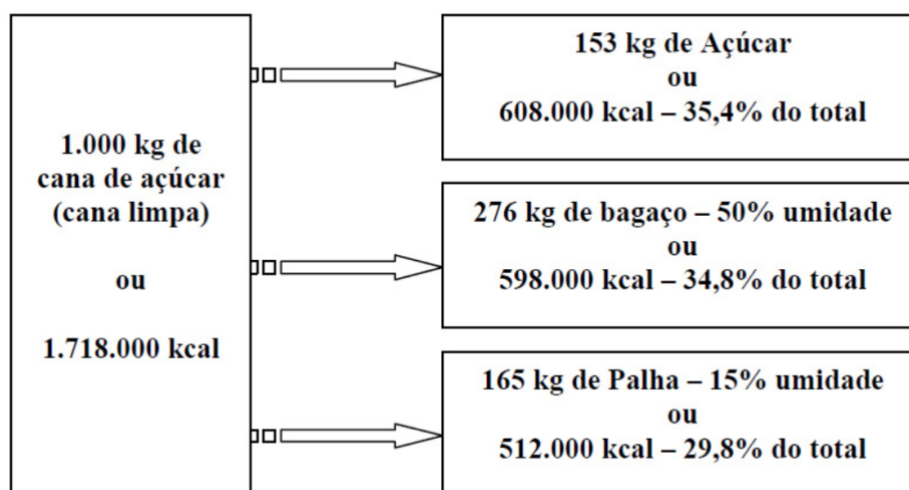 1.000 kg de
cana de açúcar
(cana limpa)
ou
1.718.000 kcal
153 kg de Açúcar
ou
608.000 kcal – 35,4% do total
276 kg de bagaço – 50% umidade
ou
598.000 kcal – 34,8% do total
165 kg de Palha – 15% umidade
ou
512.000 kcal – 29,8% do total